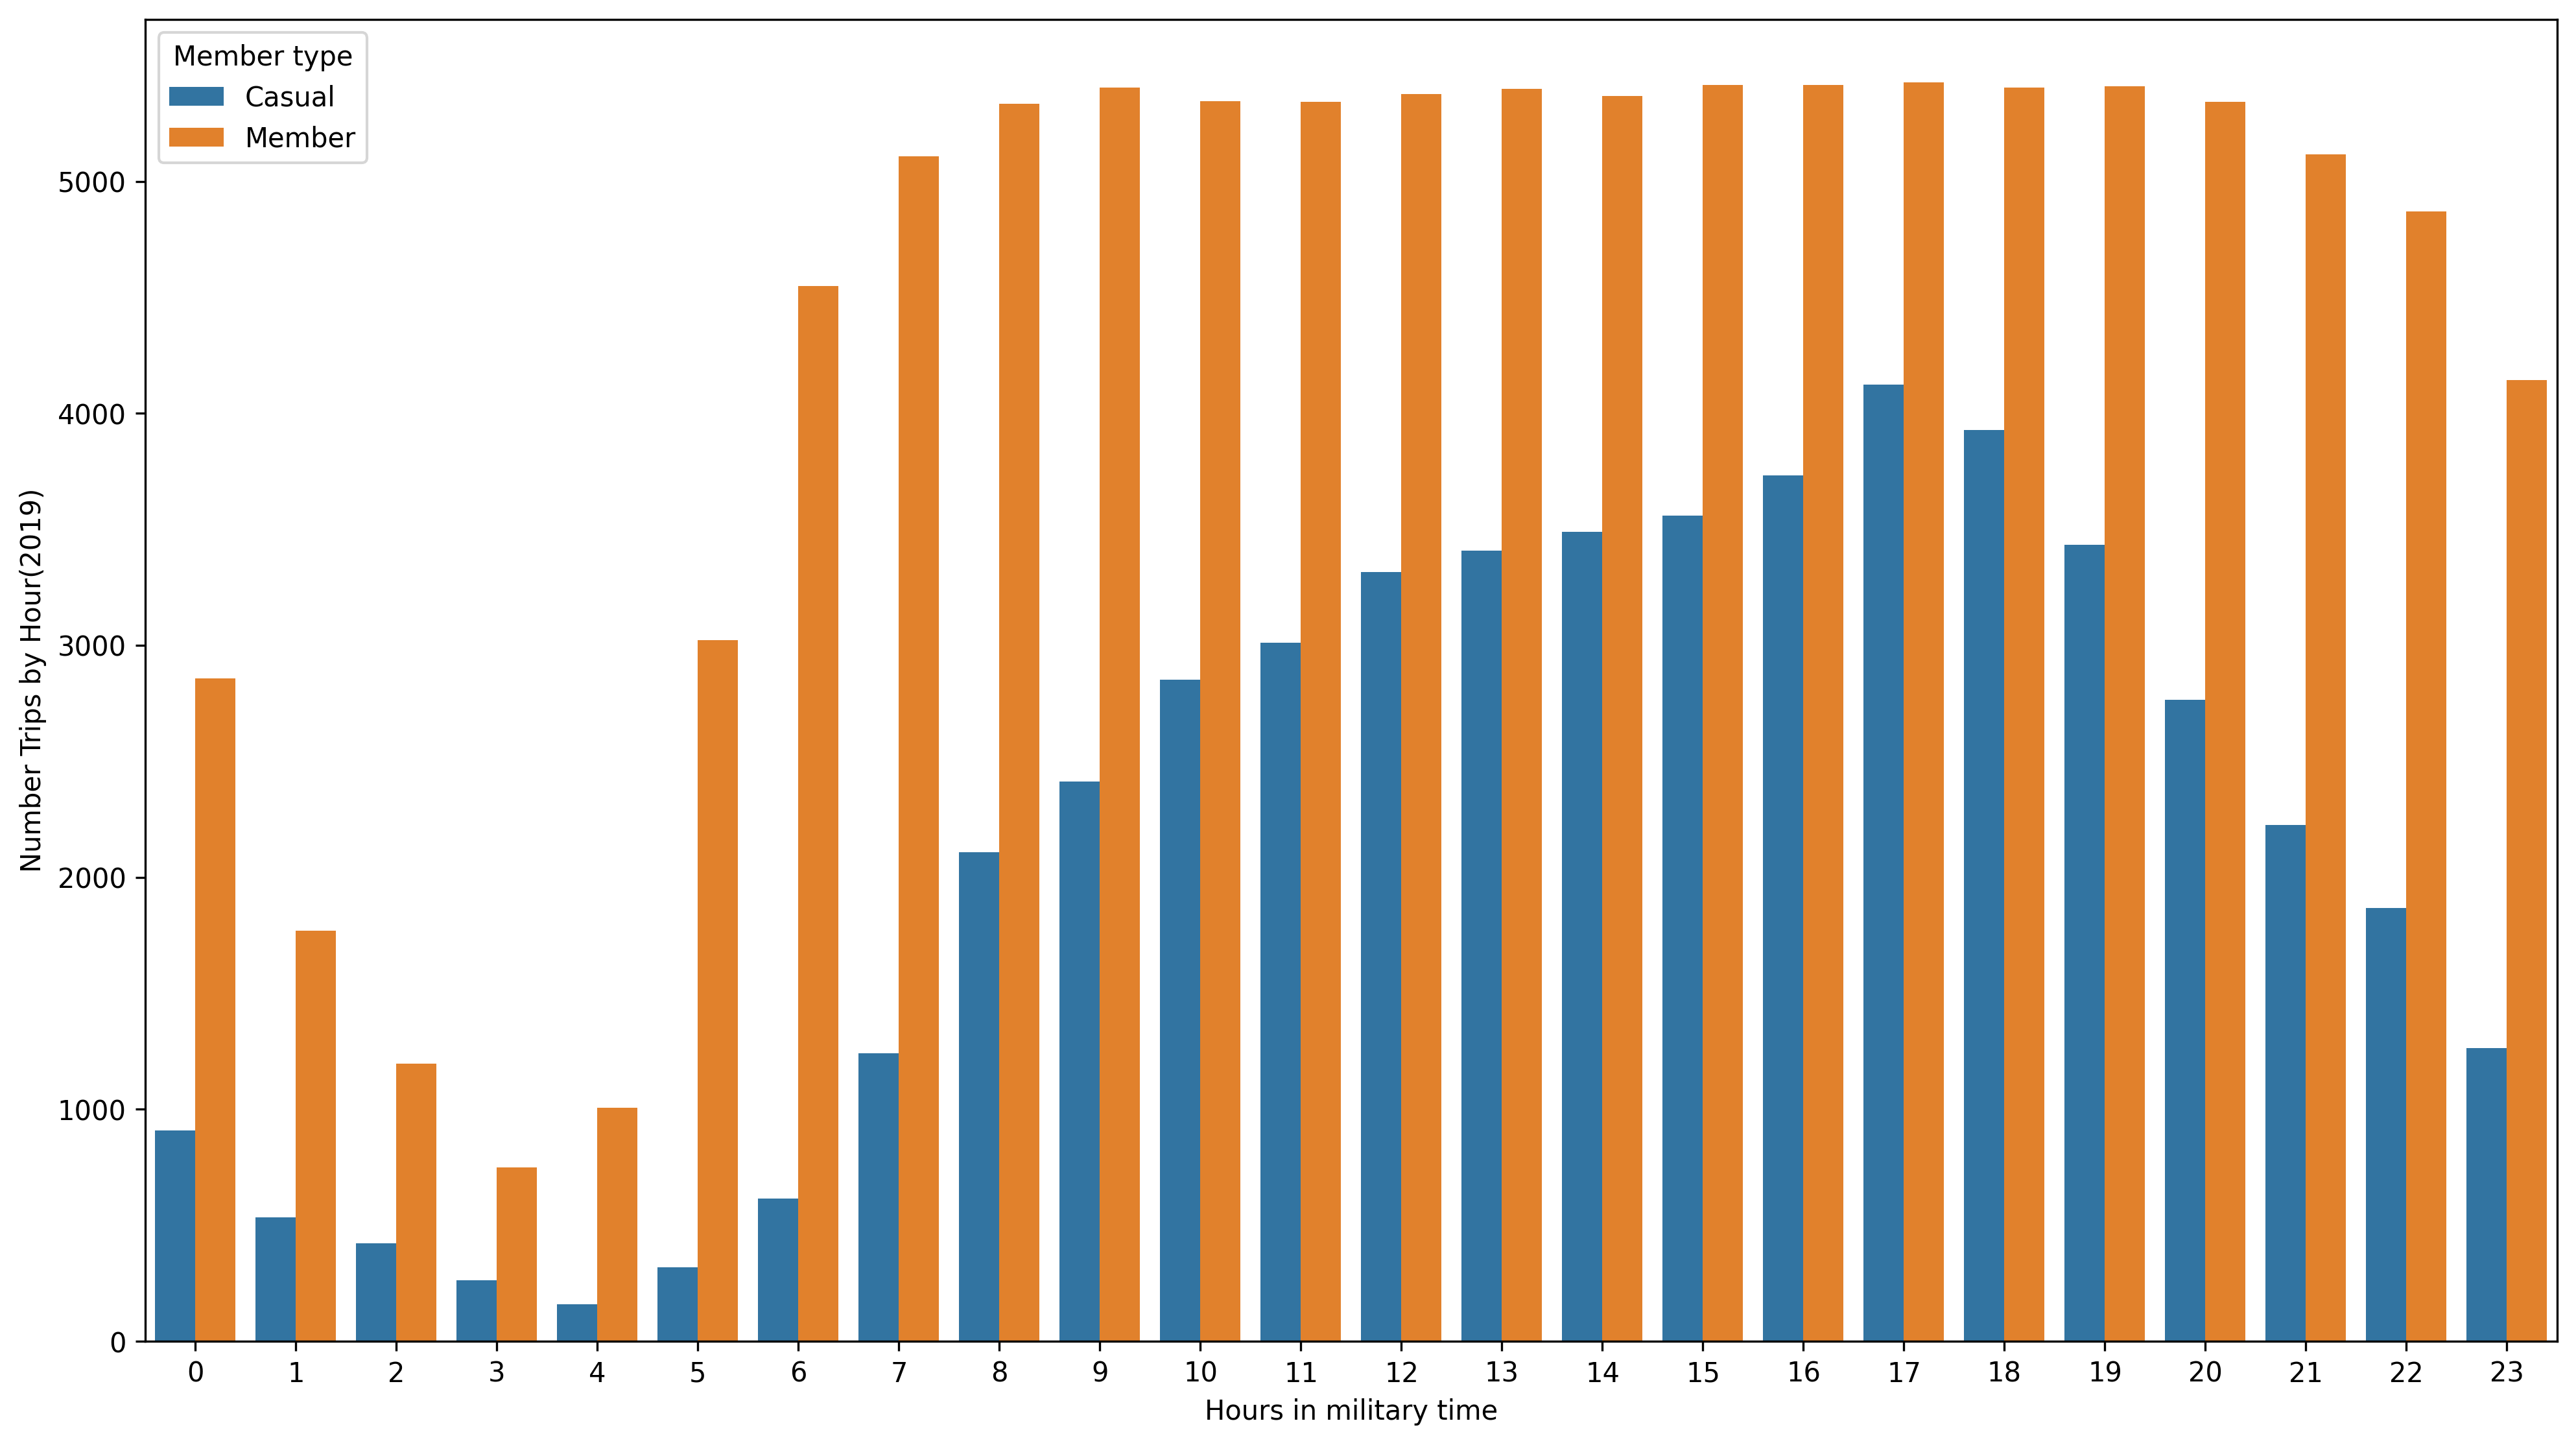 Member type
Casual
Member
5000
4000
3000
2000
1000
0
Number Trips by Hour(2019)
0 1 2 3 4 5 6 7 8 9 10 11 12 13 14 15 16 17 18 19 20 21 22 23
Hours in military time